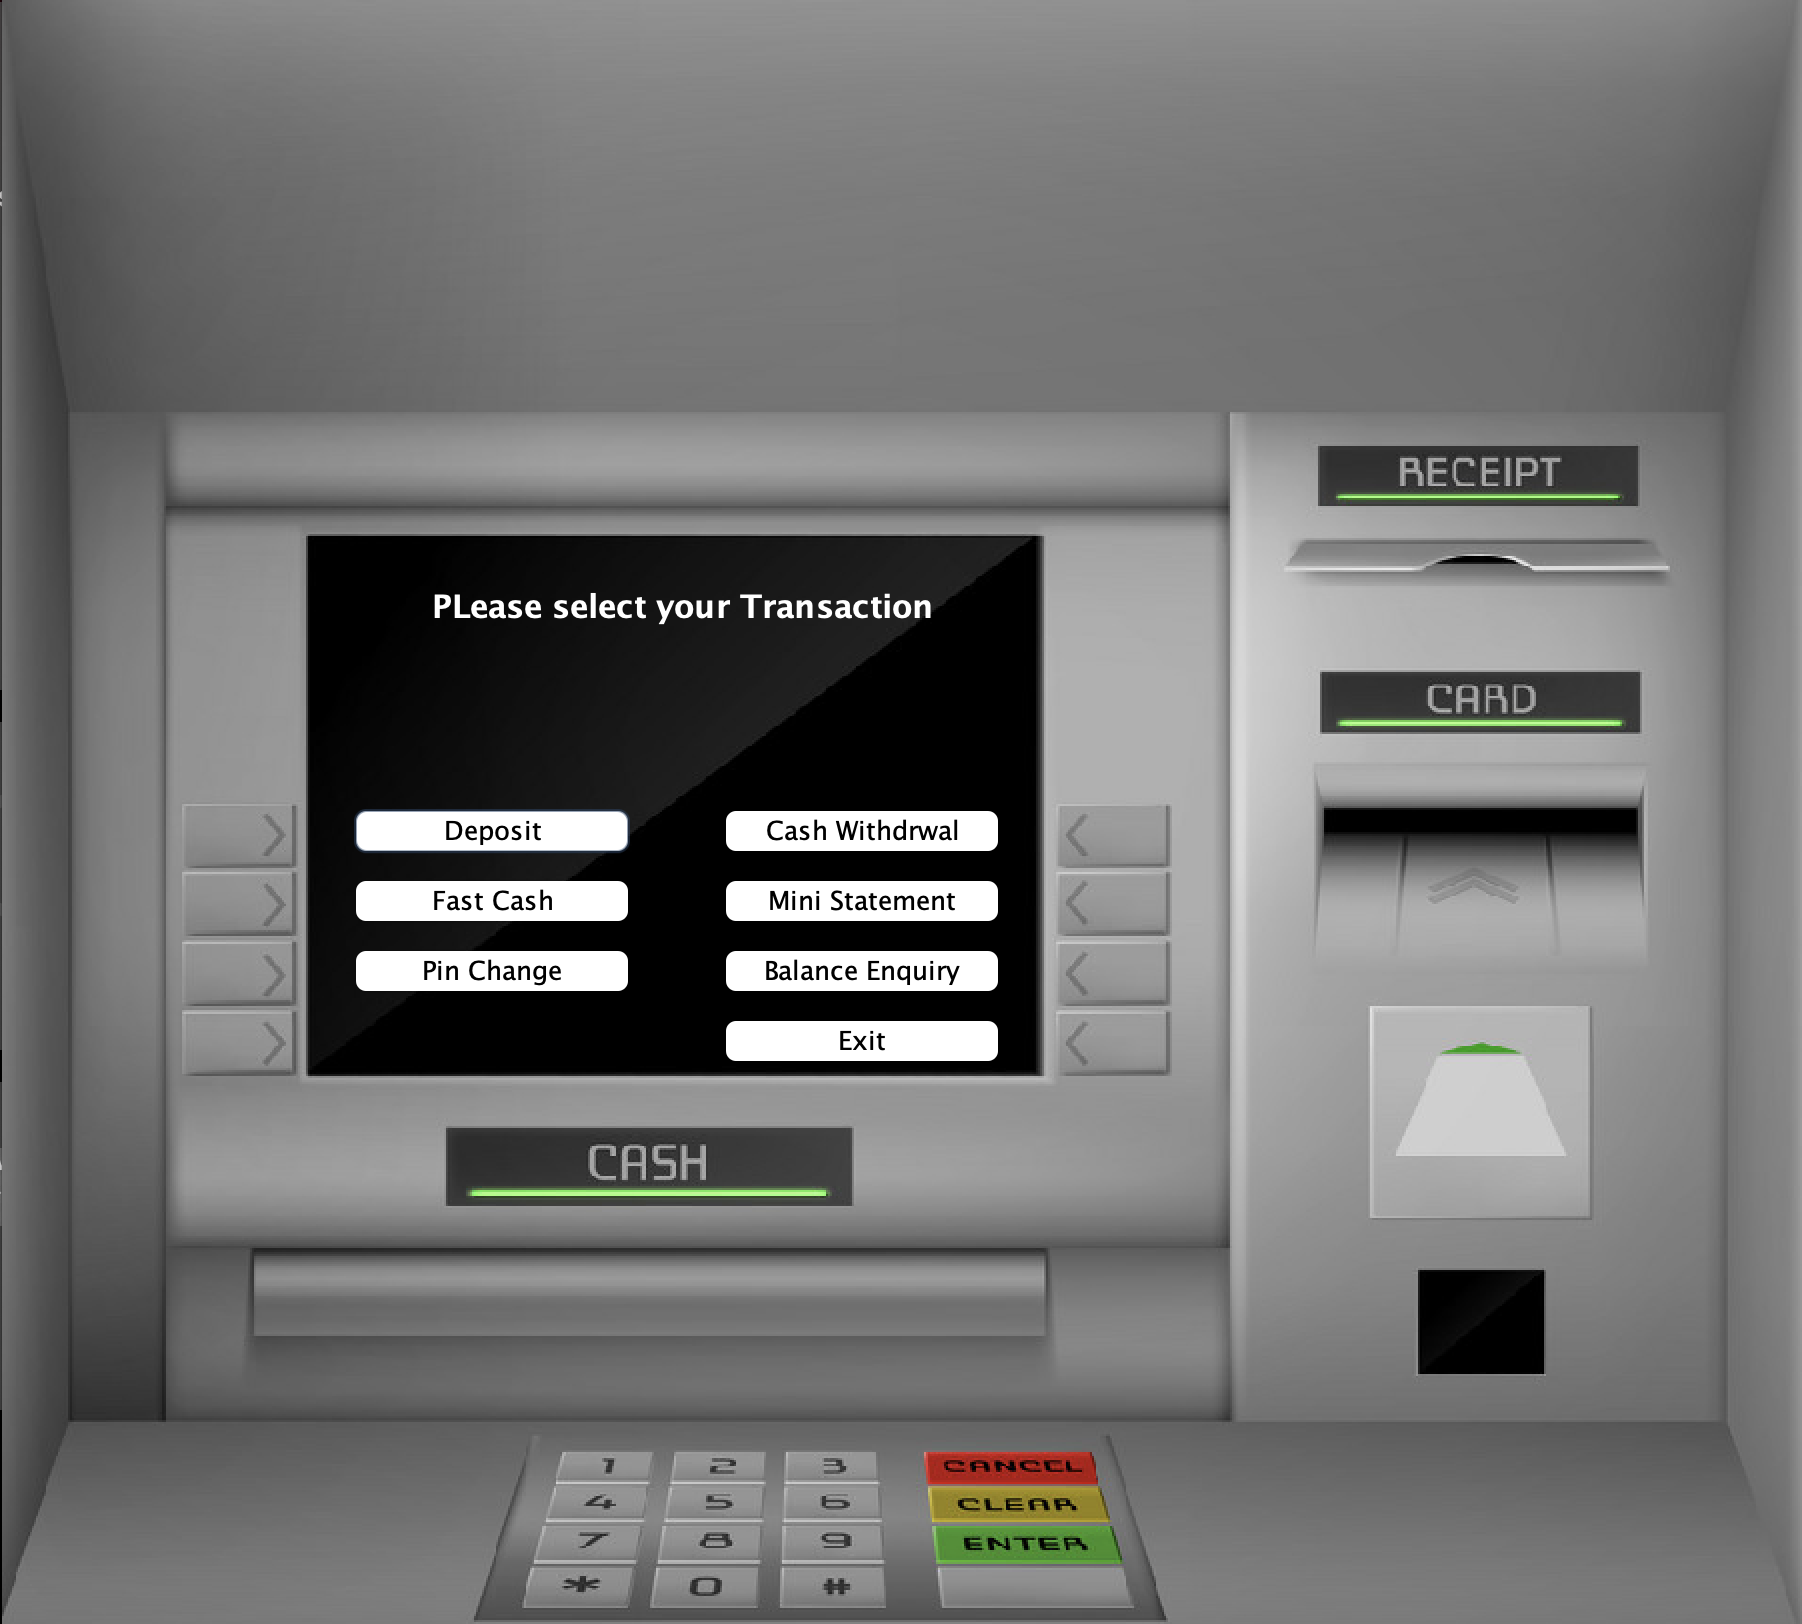 RECEIPT
PLease select your Transaction
CARD
Deposit
Cash Withdrwal
Fast Cash
Mini Statement
Pin Change
Balance Enquiry
Exit
CASH
1 2 3 CANCEL
4 5 6 CLEAR
7 8 9 ENTER
* 0 #